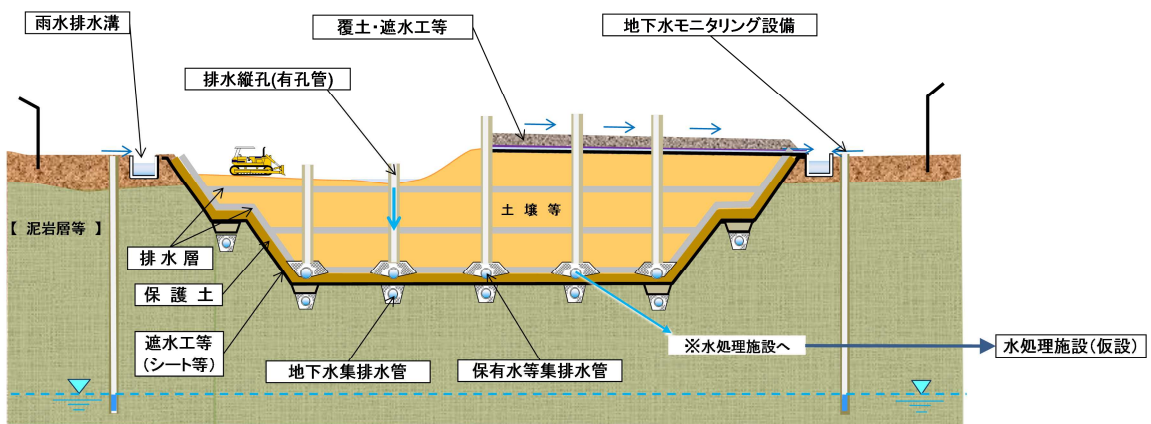 雨水排水溝
覆土・遮水工等
地下水モニタリング設備
排水縦孔(有孔管)
土壌等
【泥岩層等】
排水層
保護土
遮水工等
(シート等)
地下水集排水管
保有水等集排水管
※水処理施設へ
水処理施設(仮設)